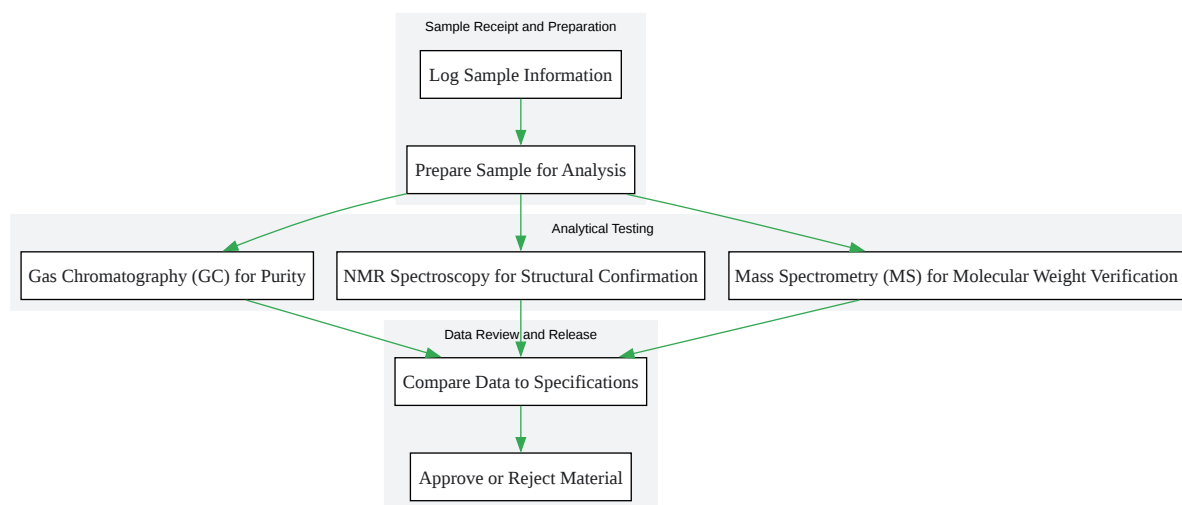 Sample Receipt and Preparation
Log Sample Information
Prepare Sample for Analysis
Analytical Testing
Gas Chromatography (GC) for Purity
NMR Spectroscopy for Structural Confirmation
Mass Spectrometry (MS) for Molecular Weight Verification
Data Review and Release
Compare Data to Specifications
Approve or Reject Material